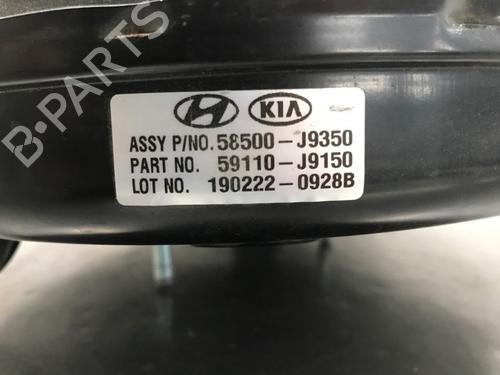 B-PARTS
KIA
ASSY P/NO. 58500-J9350
PART NO. 59110-J9150
LOT NO. 190222-0928B